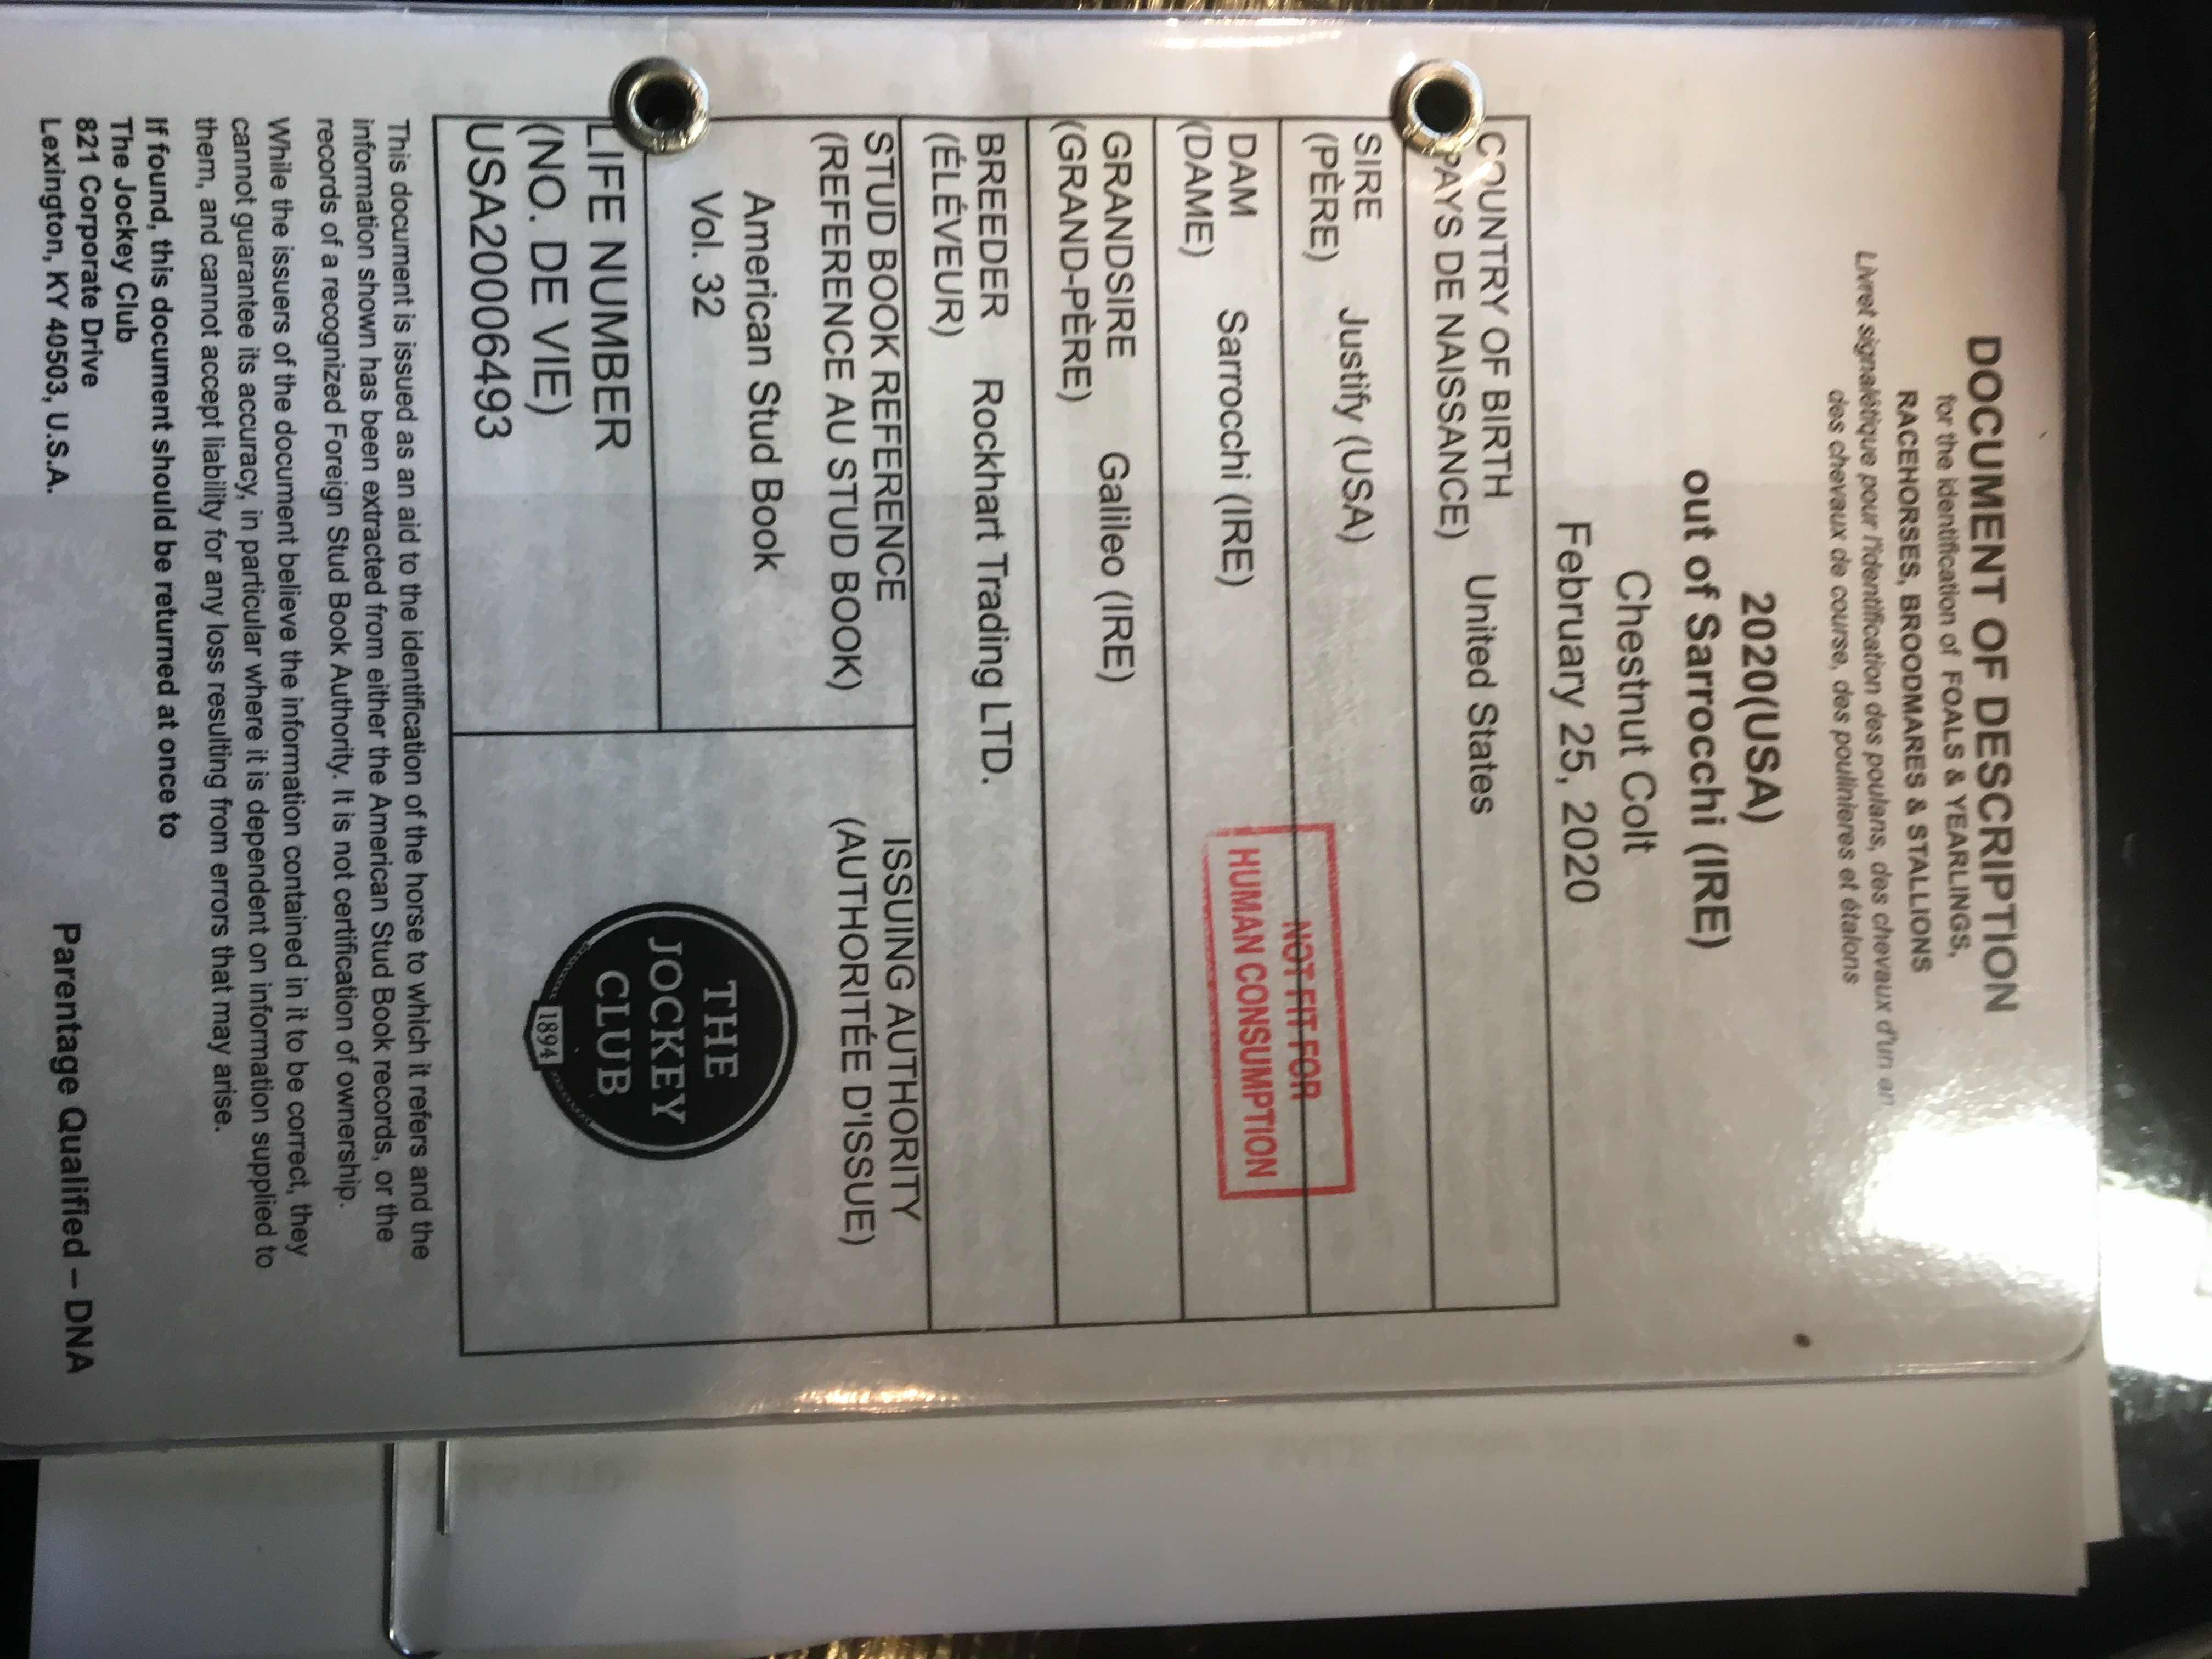 DOCUMENT OF DESCRIPTION
for the identification of FOALS & YEARLINGS,
RACEHORSES, BROODMARES & STALLIONS
Livret signalétique pour l'identification des poulans, des chevaux d'un an
des chevaux de course, des poulinieres et étalons
2020(USA)
out of Sarrocchi (IRE)
Chestnut Colt
February 25, 2020
COUNTRY OF BIRTH United States
PAYS DE NAISSANCE)
SIRE Justify (USA)
(PÈRE)
NOT FIT FOR
HUMAN CONSUMPTION
DAM Sarrocchi (IRE)
(DAME)
GRANDSIRE Galileo (IRE)
(GRAND-PÈRE)
BREEDER Rockhart Trading LTD.
(ÉLÉVEUR)
STUD BOOK REFERENCE
(REFERENCE AU STUD BOOK)
American Stud Book
Vol. 32
LIFE NUMBER
(NO. DE VIE)
USA20006493
ISSUING AUTHORITY
(AUTHORITÉE D'ISSUE)
THE
JOCKEY
CLUB
1894
This document is issued as an aid to the identification of the horse to which it refers and the
information shown has been extracted from either the American Stud Book records, or the
records of a recognized Foreign Stud Book Authority. It is not certification of ownership.
While the issuers of the document believe the information contained in it to be correct, they
cannot guarantee its accuracy, in particular where it is dependent on information supplied to
them, and cannot accept liability for any loss resulting from errors that may arise.
If found, this document should be returned at once to
The Jockey Club
821 Corporate Drive
Lexington, KY 40503, U.S.A.
Parentage Qualified – DNA